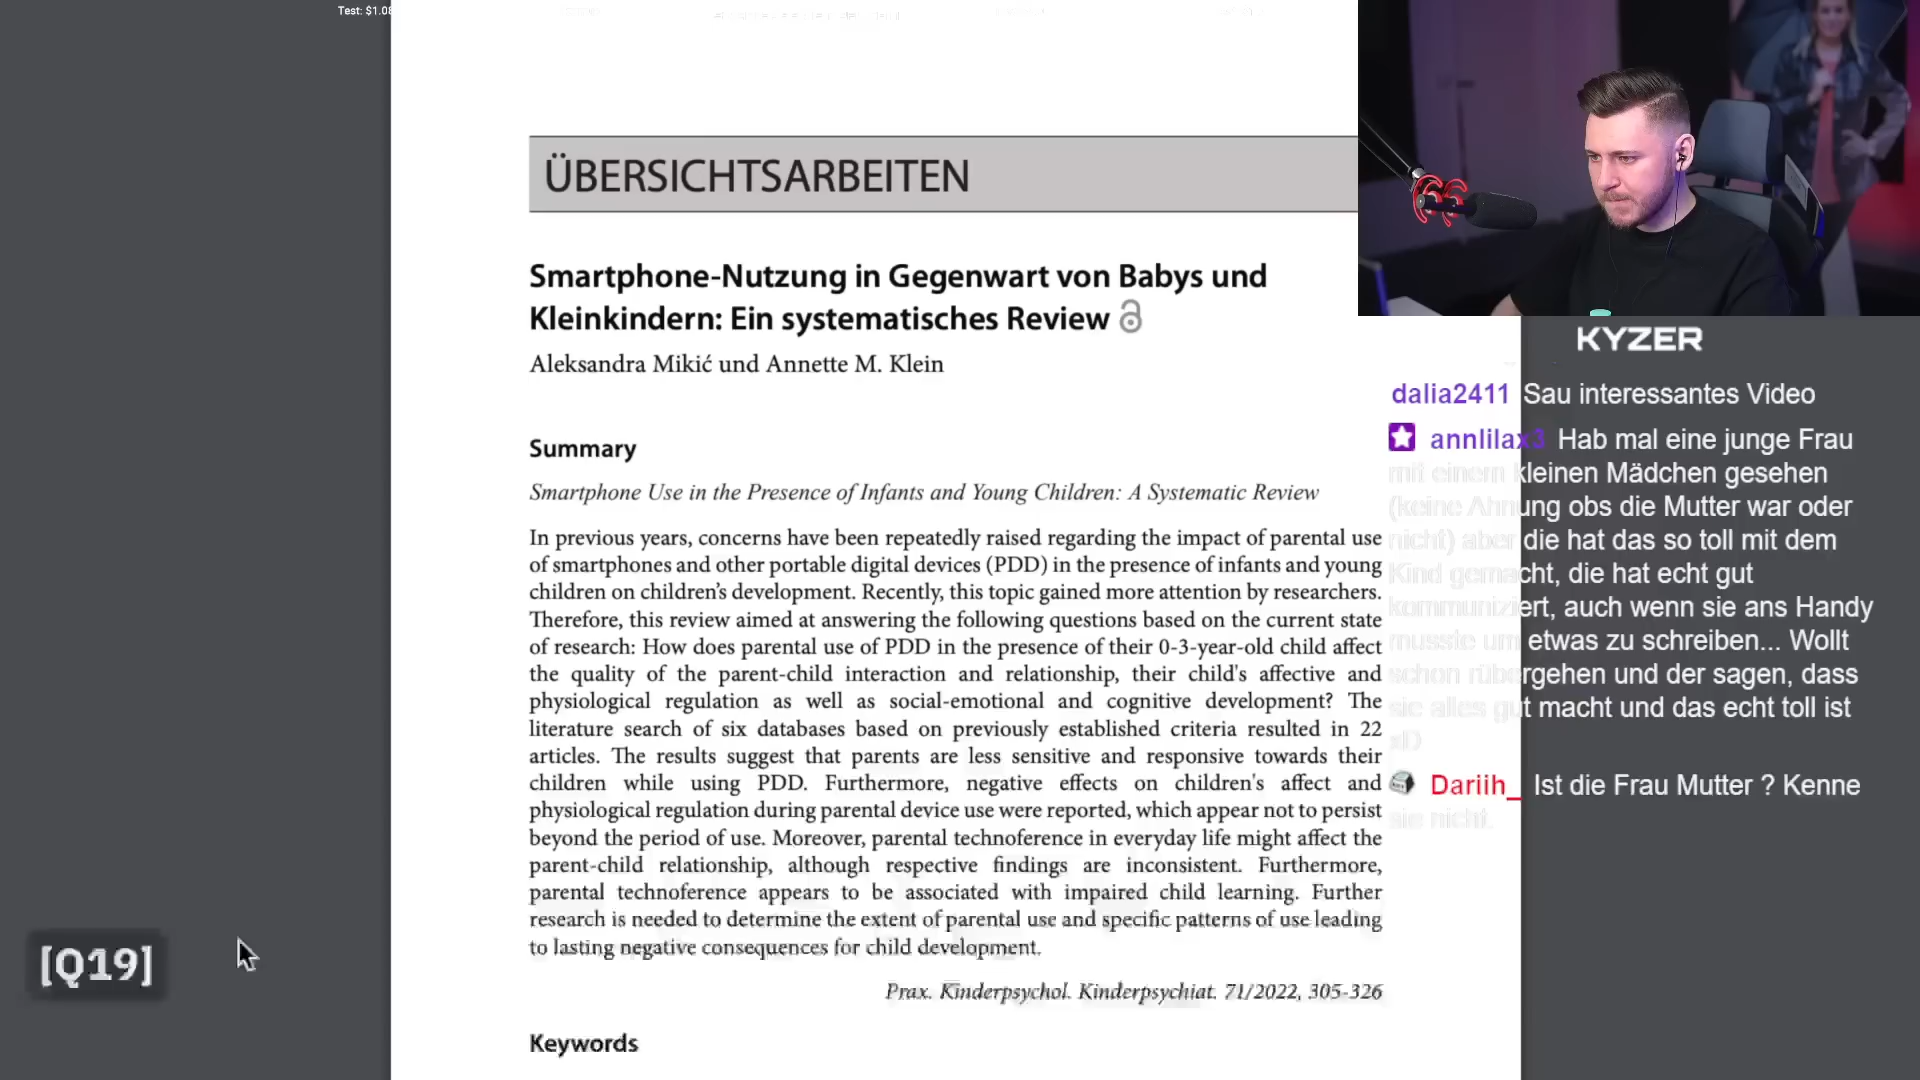 Test: $1.08
ÜBERSICHTSARBEITEN
Smartphone-Nutzung in Gegenwart von Babys und
Kleinkindern: Ein systematisches Review
Aleksandra Mikić und Annette M. Klein
Summary
Smartphone Use in the Presence of Infants and Young Children: A Systematic Review
In previous years, concerns have been repeatedly raised regarding the impact of parental use
of smartphones and other portable digital devices (PDD) in the presence of infants and young
children on children's development. Recently, this topic gained more attention by researchers.
Therefore, this review aimed at answering the following questions based on the current state
of research: How does parental use of PDD in the presence of their 0-3-year-old child affect
the quality of the parent-child interaction and relationship, their child's affective and
physiological regulation as well as social-emotional and cognitive development? The
literature search of six databases based on previously established criteria resulted in 22
articles. The results suggest that parents are less sensitive and responsive towards their
children while using PDD. Furthermore, negative effects on children's affect and
physiological regulation during parental device use were reported, which appear not to persist
beyond the period of use. Moreover, parental technoference in everyday life might affect the
parent-child relationship, although respective findings are inconsistent. Furthermore,
parental technoference appears to be associated with impaired child learning. Further
research is needed to determine the extent of parental use and specific patterns of use leading
to lasting negative consequences for child development.
Prax. Kinderpsychol. Kinderpsychiat. 71/2022, 305-326
Keywords
[Q19]
KYZER
dalia2411 Sau interessantes Video
annlilax3 Hab mal eine junge Frau
mit einem kleinen Mädchen gesehen
(keine Ahnung obs die Mutter war oder
nicht) aber die hat das so toll mit dem
Kind gemacht, die hat echt gut
kommuniziert, auch wenn sie ans Handy
musste um etwas zu schreiben... Wollt
schon rübergehen und der sagen, dass
sie alles gut macht und das echt toll ist
xD
Dariih_ Ist die Frau Mutter ? Kenne
sie nicht.